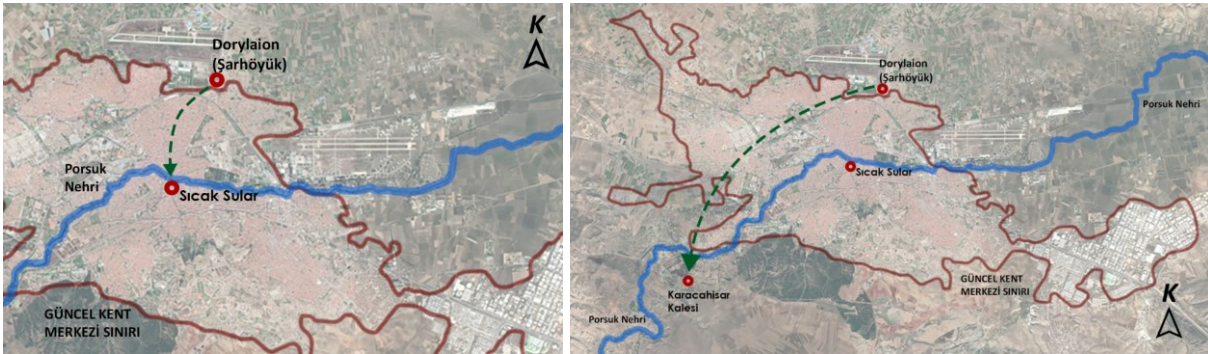 K
Dorylaion
(Şarhöyük)
Porsuk
Nehri
Sıcak Sular
GÜNCEL KENT
MERKEZİ SINIRI
Dorylaion
(Şarhöyük)
Porsuk Nehri
Sıcak Sular
Karacahisar
Kalesi
GÜNCEL KENT
MERKEZİ SINIRI
K
Porsuk Nehri